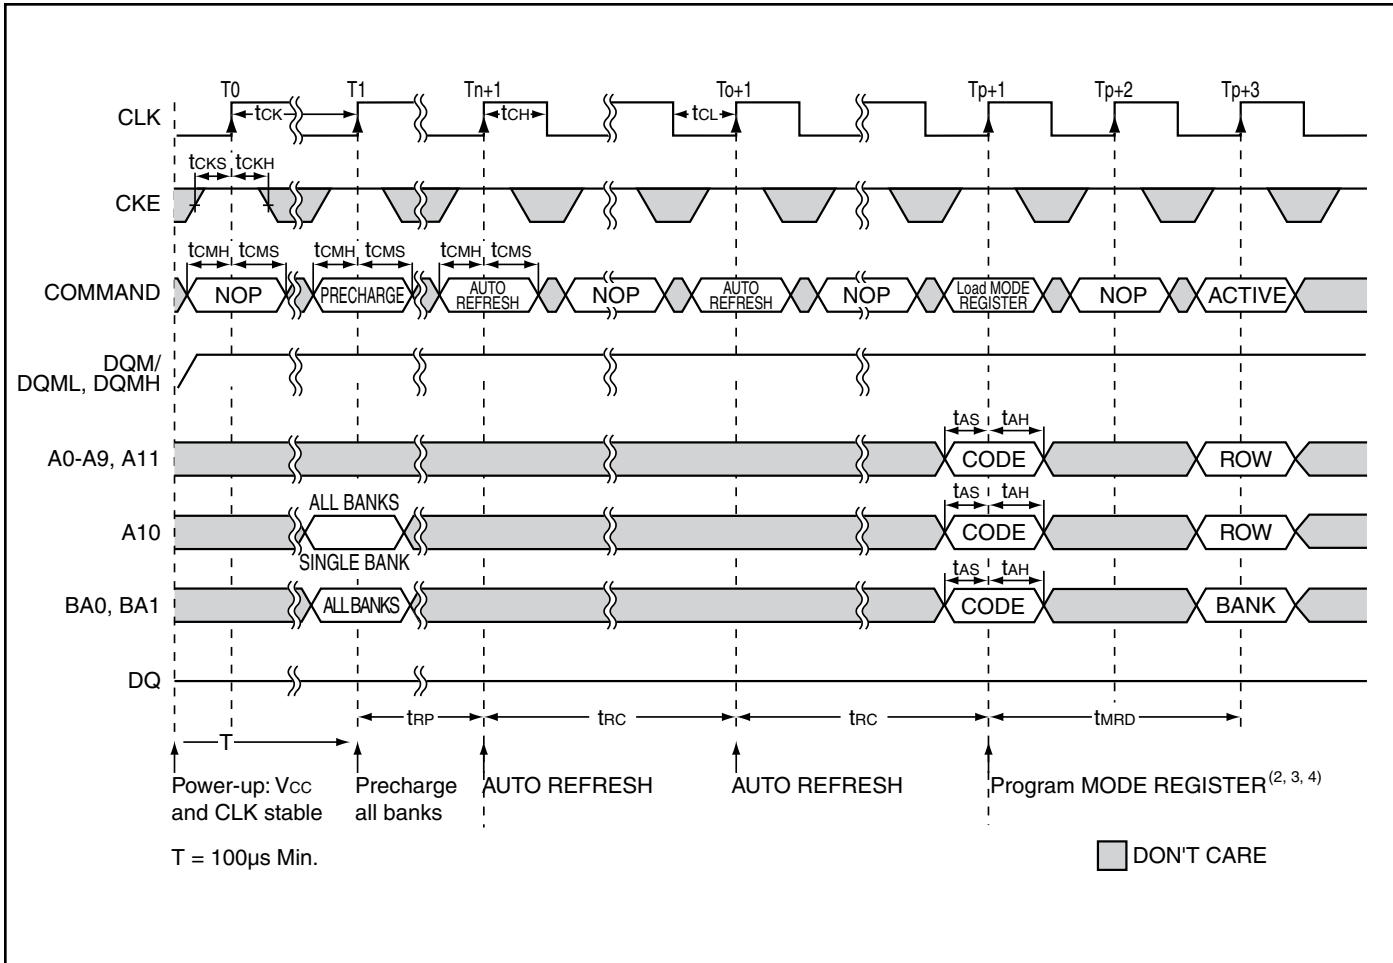 T0 T1 Tn+1 To+1 Tp+1 Tp+2 Tp+3
CLK tCK tCH tCL
tCKS tCKH
CKE
tCMH tCMS tCMH tCMS tCMH tCMS
COMMAND NOP PRECHARGE AUTO REFRESH NOP AUTO REFRESH NOP Load MODE REGISTER NOP ACTIVE
DQM/
DQML, DQMH
tAS tAH
A0-A9, A11 CODE ROW
ALL BANKS tAS tAH
A10 CODE ROW
SINGLE BANK tAS tAH
BA0, BA1 ALL BANKS CODE BANK
DQ
tRP tRC tRC tMRD
T
Power-up: VCC Precharge AUTO REFRESH AUTO REFRESH Program MODE REGISTER(2, 3, 4)
and CLK stable all banks
T = 100µs Min. DON'T CARE